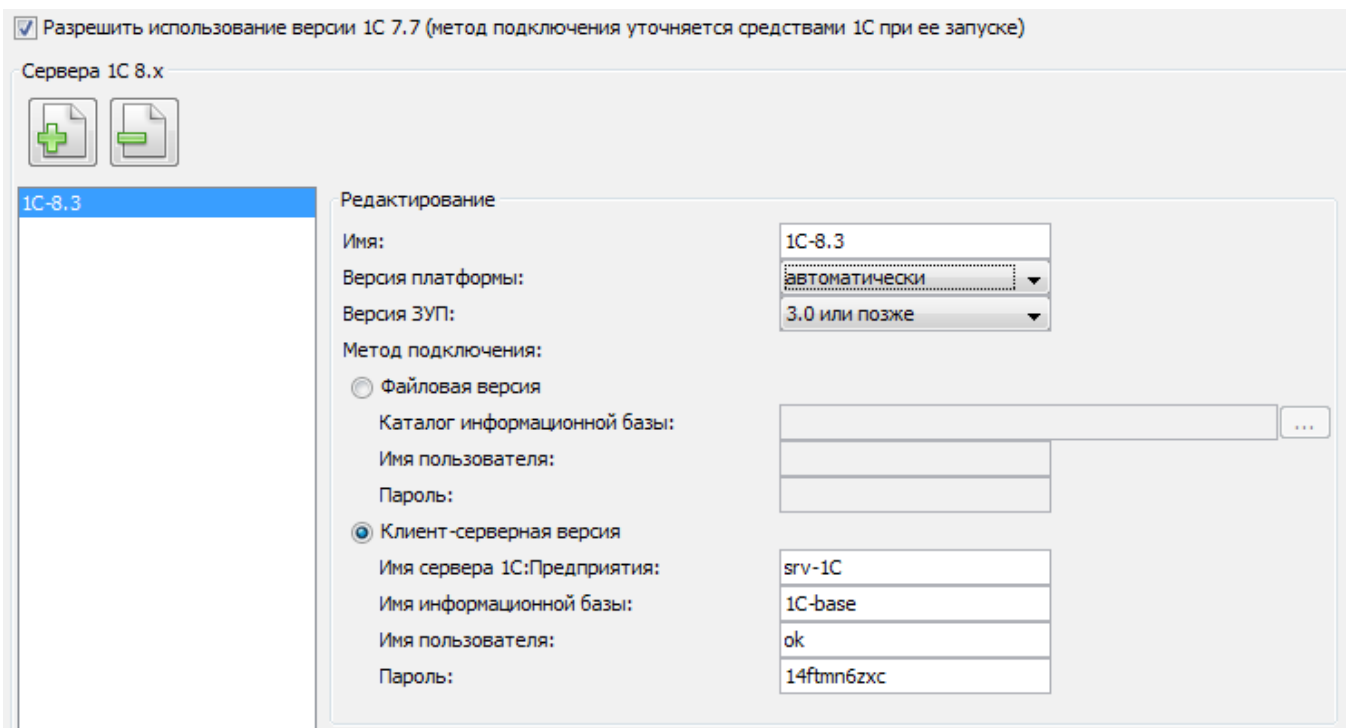 Разрешить использование версии 1С 7.7 (метод подключения уточняется средствами 1С при ее запуске)
Сервера 1С 8.x
1С-8.3
Редактирование
Имя: 1С-8.3
Версия платформы: автоматически
Версия ЗУП: 3.0 или позже
Метод подключения:
Файловая версия
Каталог информационной базы: ...
Имя пользователя:
Пароль:
Клиент-серверная версия
Имя сервера 1С:Предприятия: srv-1C
Имя информационной базы: 1C-base
Имя пользователя: ok
Пароль: 14ftmn6zxc